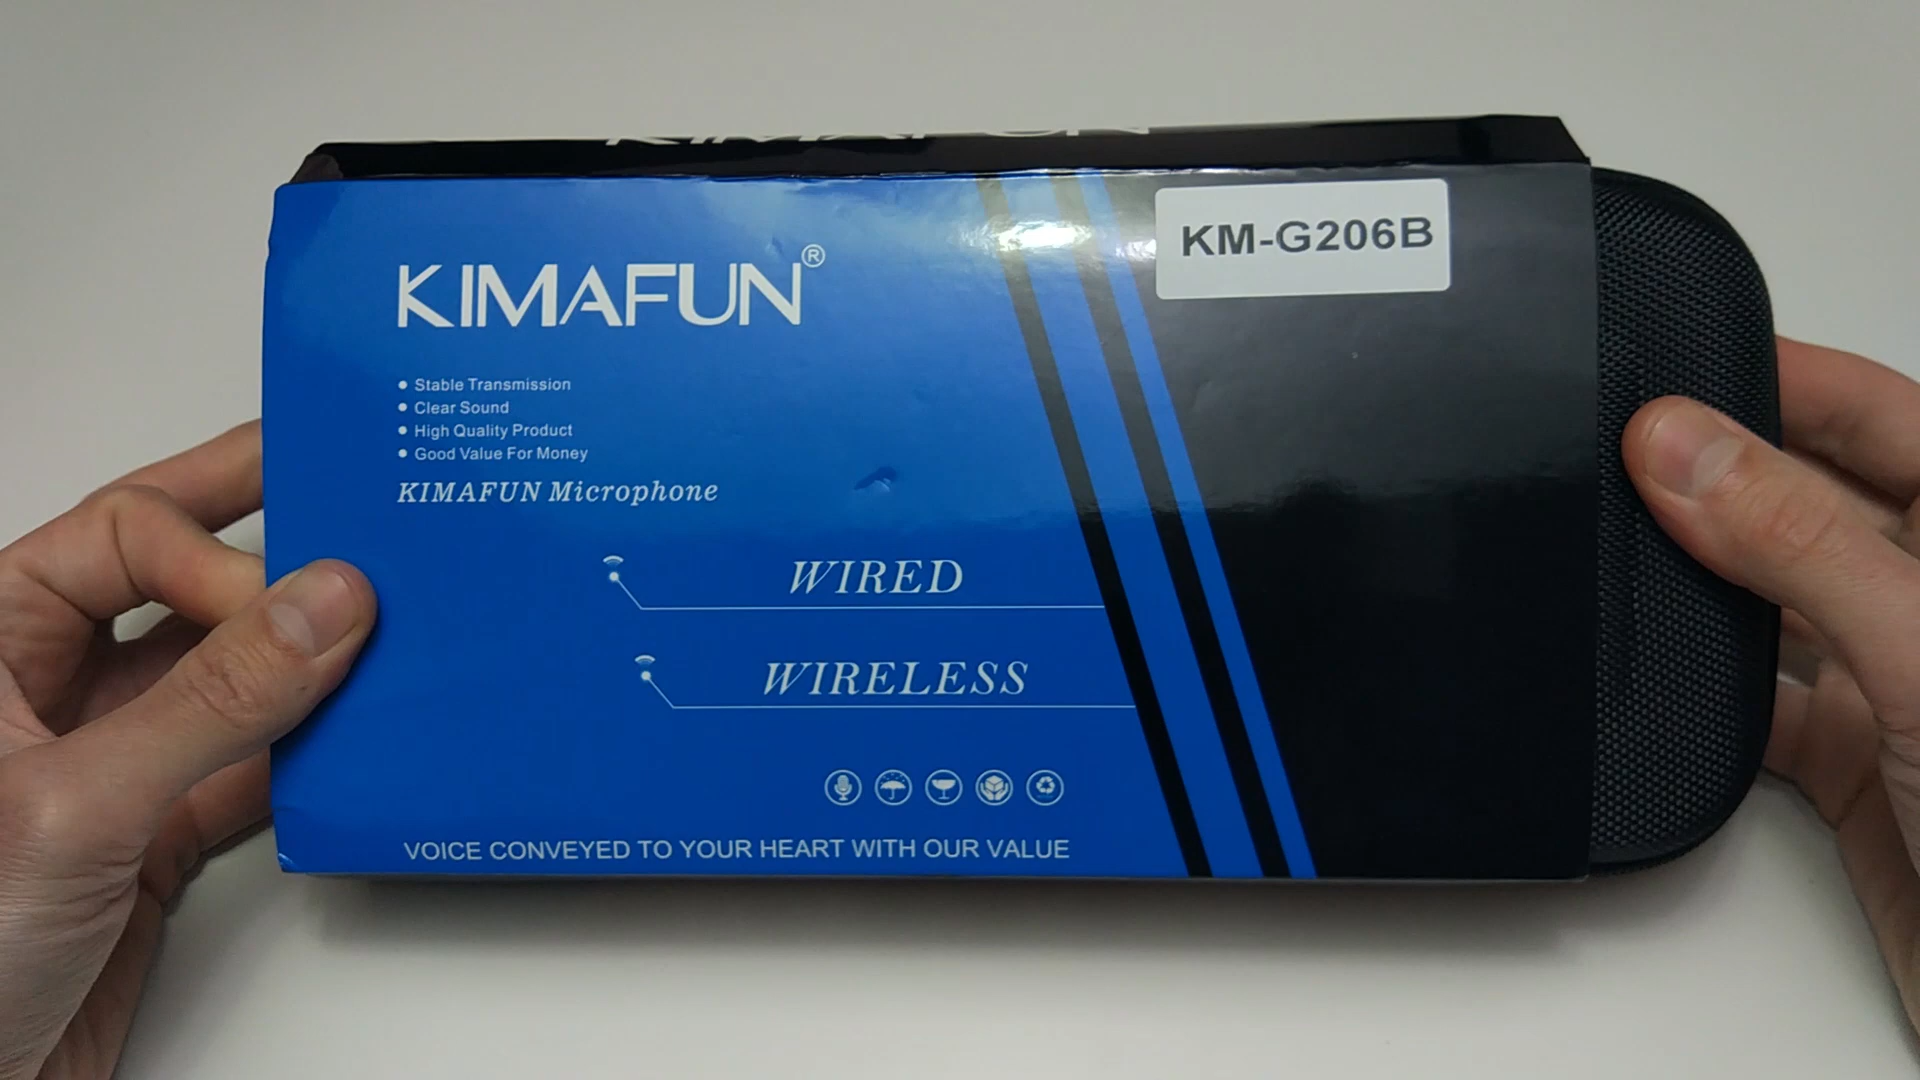 KIMAFUN
KIMAFUN®
KM-G206B
• Stable Transmission
• Clear Sound
• High Quality Product
• Good Value For Money
KIMAFUN Microphone
WIRED
WIRELESS
VOICE CONVEYED TO YOUR HEART WITH OUR VALUE